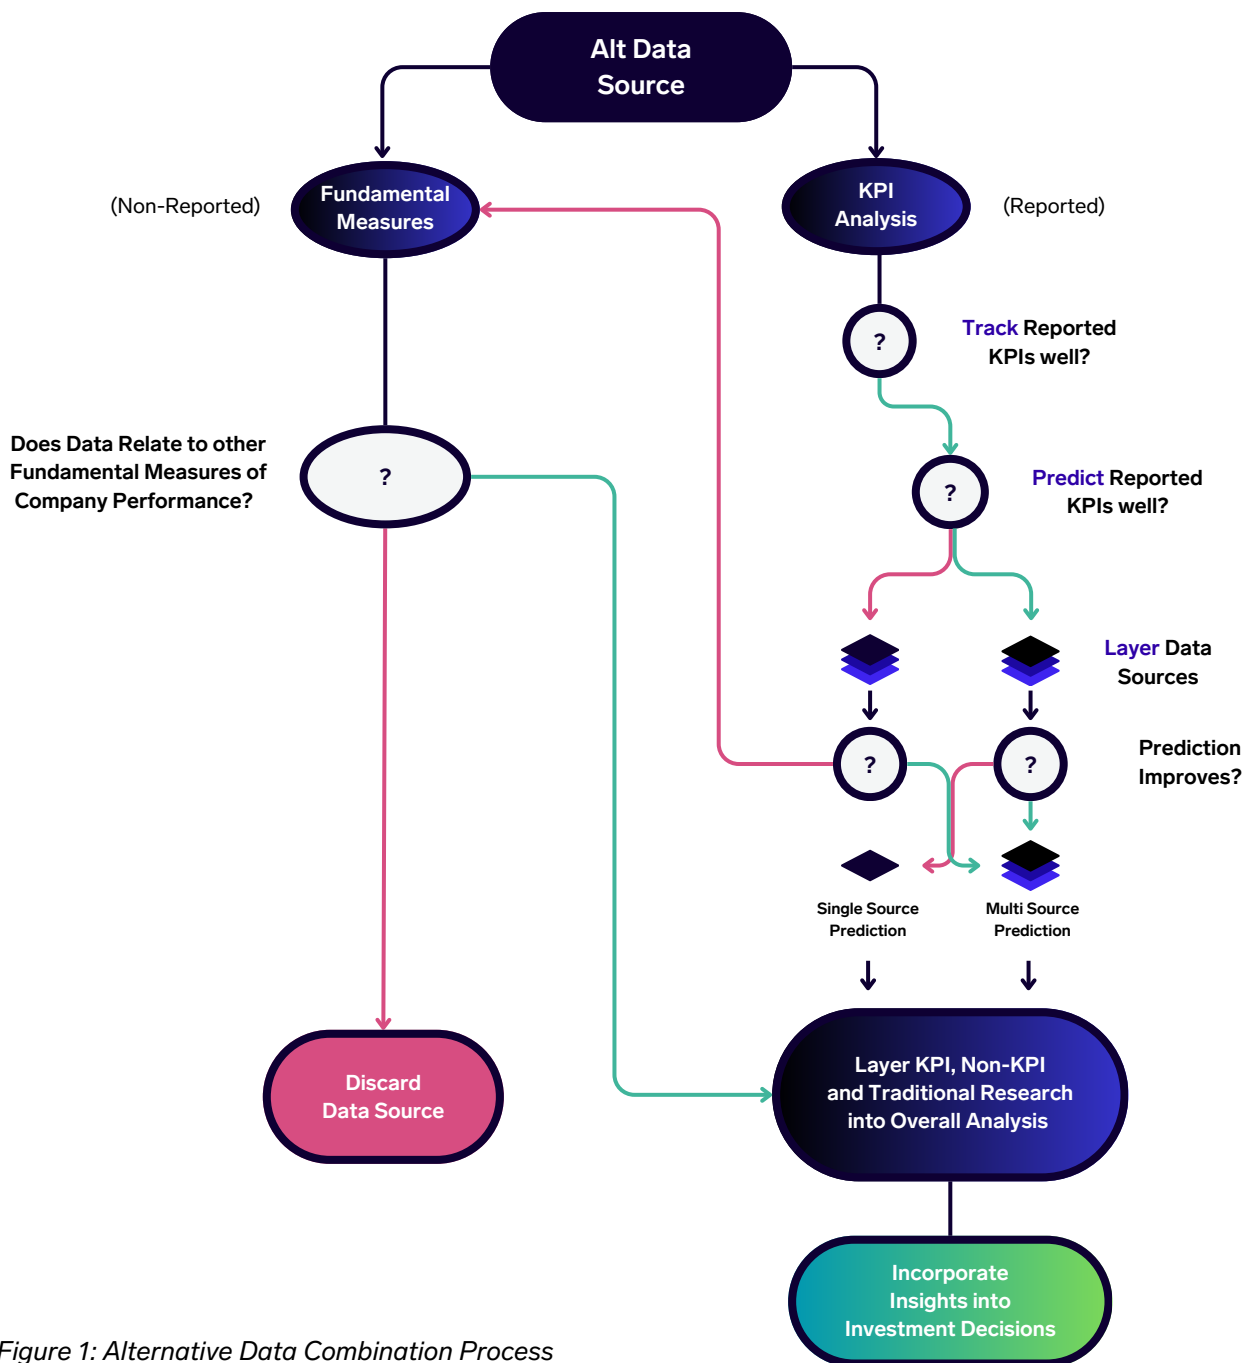 Alt Data
Source
(Non-Reported)
Fundamental
Measures
KPI
Analysis
(Reported)
?
Track Reported
KPIs well?
Does Data Relate to other
Fundamental Measures of
Company Performance?
?
?
Predict Reported
KPIs well?
Layer Data
Sources
?
?
Prediction
Improves?
Single Source
Prediction
Multi Source
Prediction
Discard
Data Source
Layer KPI, Non-KPI
and Traditional Research
into Overall Analysis
Incorporate
Insights into
Investment Decisions
Figure 1: Alternative Data Combination Process